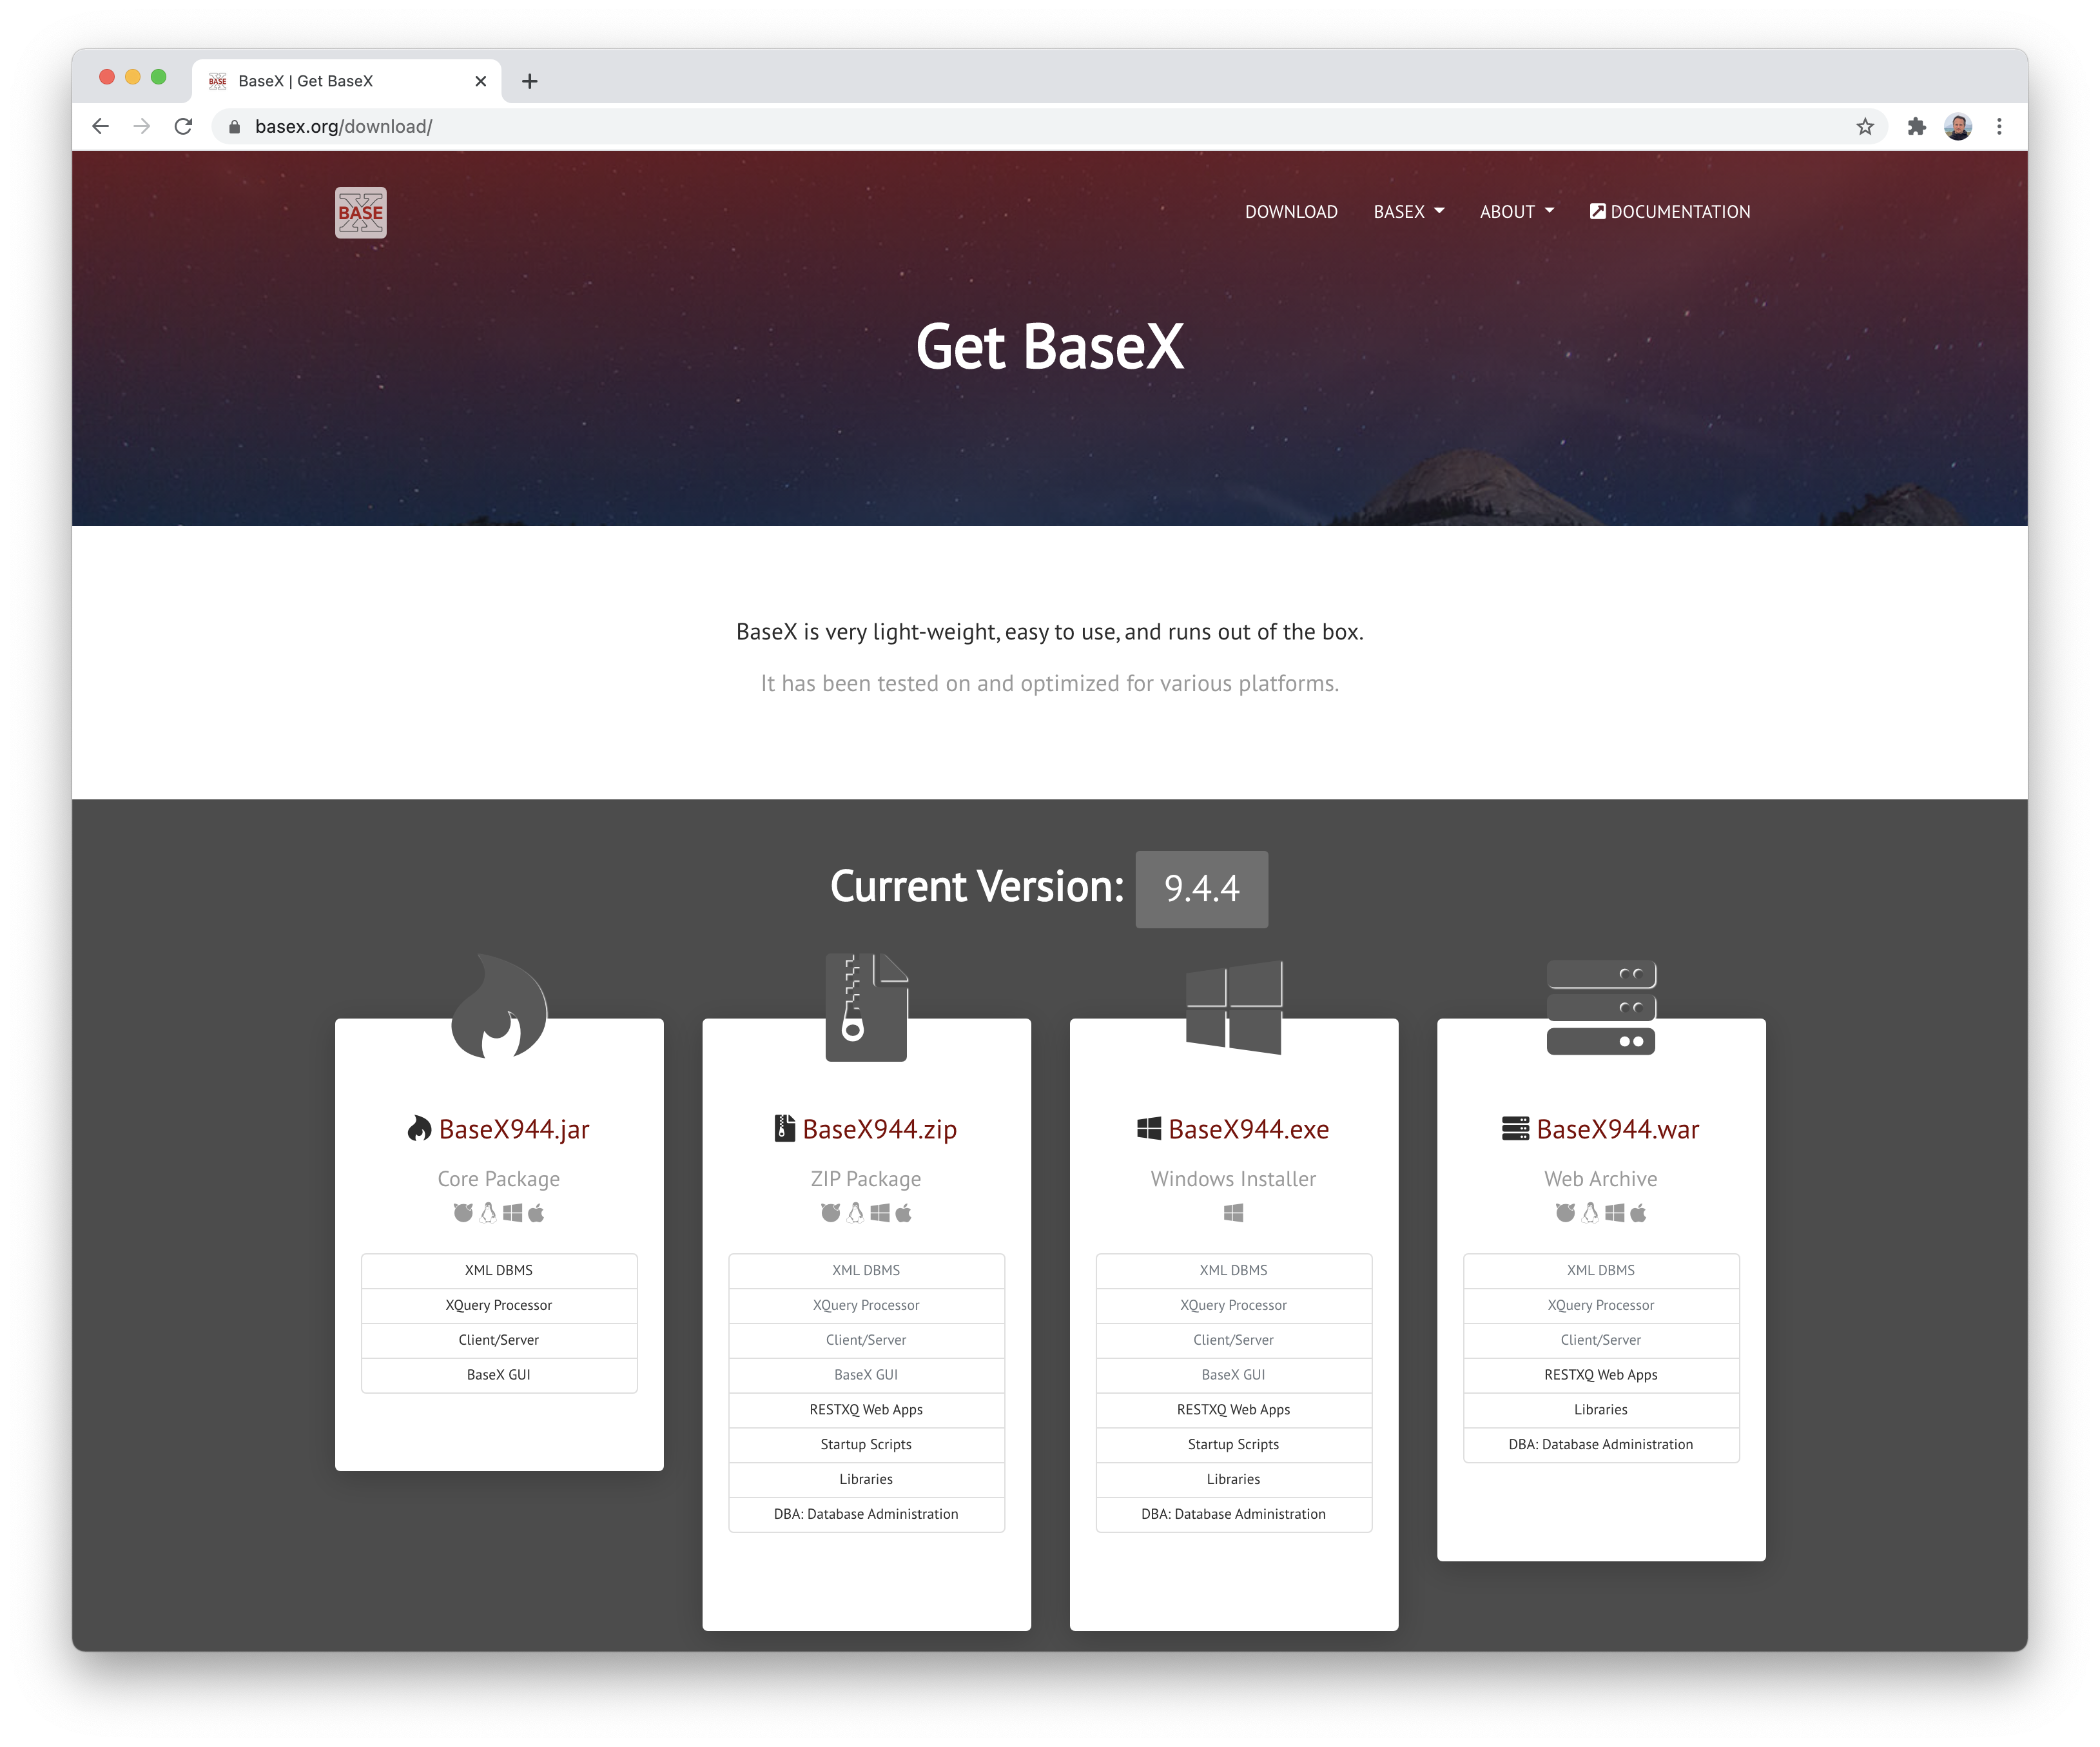 BaseX | Get BaseX
basex.org/download/
BASE
DOWNLOAD BASEX ABOUT DOCUMENTATION
Get BaseX
BaseX is very light-weight, easy to use, and runs out of the box.
It has been tested on and optimized for various platforms.
Current Version: 9.4.4
BaseX944.jar
Core Package
XML DBMS
XQuery Processor
Client/Server
BaseX GUI
BaseX944.zip
ZIP Package
XML DBMS
XQuery Processor
Client/Server
BaseX GUI
RESTXQ Web Apps
Startup Scripts
Libraries
DBA: Database Administration
BaseX944.exe
Windows Installer
XML DBMS
XQuery Processor
Client/Server
BaseX GUI
RESTXQ Web Apps
Startup Scripts
Libraries
DBA: Database Administration
BaseX944.war
Web Archive
XML DBMS
XQuery Processor
Client/Server
RESTXQ Web Apps
Libraries
DBA: Database Administration